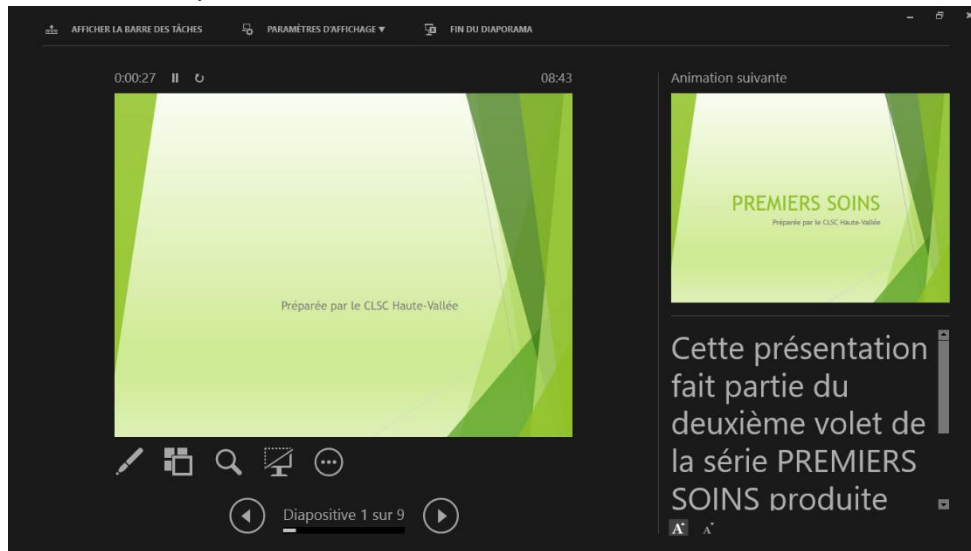 AFFICHER LA BARRE DES TÂCHES PARAMÈTRES D'AFFICHAGE ▼ FIN DU DIAPORAMA
0:00:27 08:43
Préparée par le CLSC Haute-Vallée
Diapositive 1 sur 9
Animation suivante
PREMIERS SOINS
Préparée par le CLSC Haute-Vallée
Cette présentation
fait partie du
deuxième volet de
la série PREMIERS
SOINS produite
A A